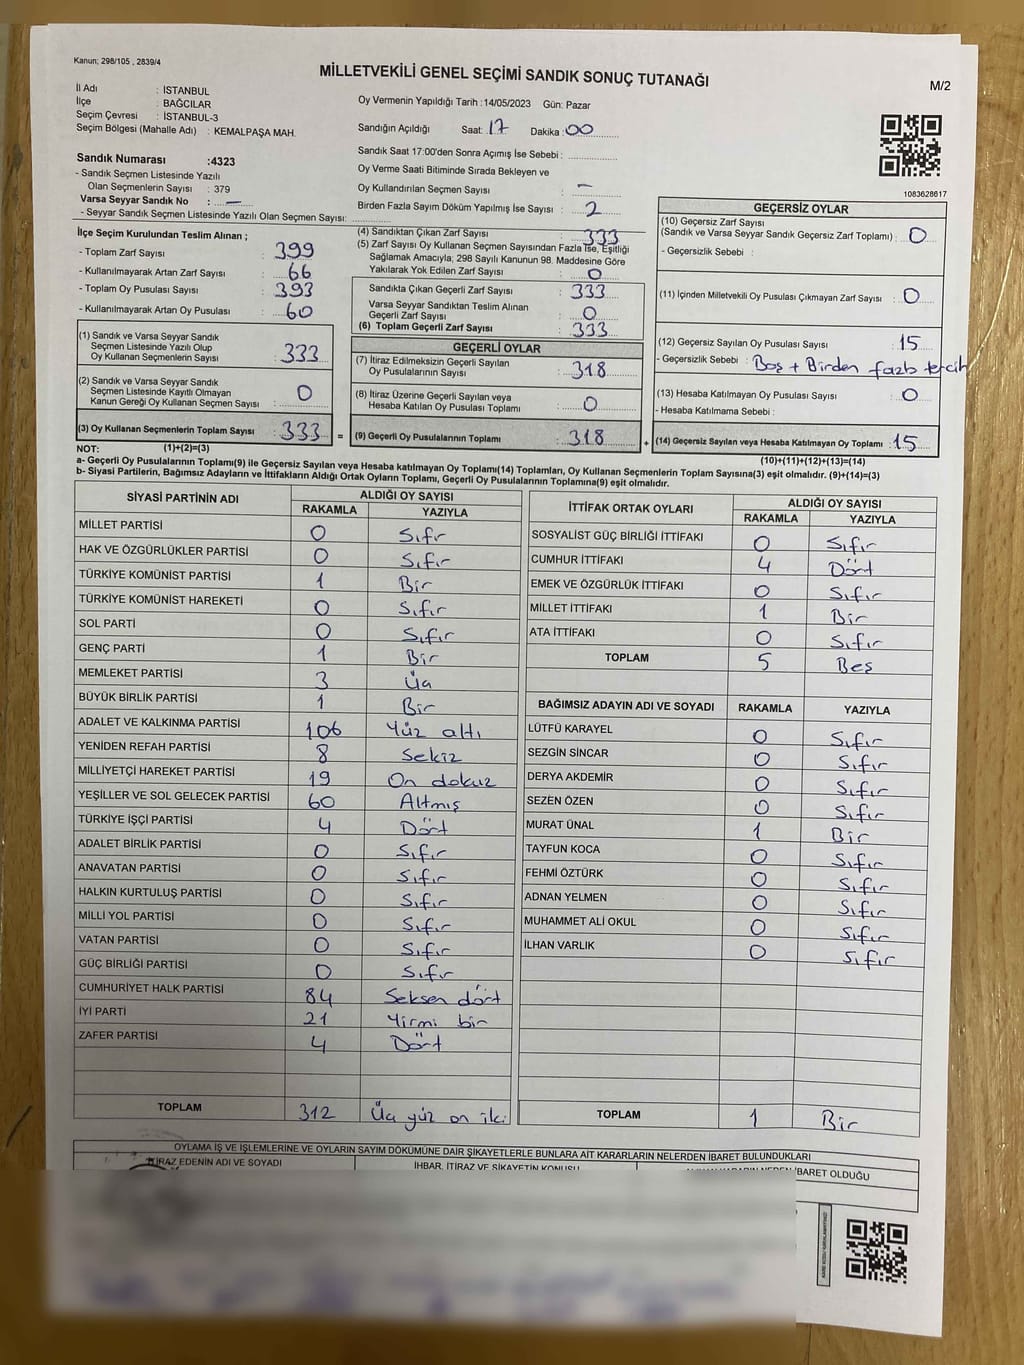 Kanun; 298/105 , 2839/4
MİLLETVEKİLİ GENEL SEÇİMİ SANDIK SONUÇ TUTANAĞI
M/2
İl Adı : İSTANBUL
İlçe : BAĞCILAR
Seçim Çevresi : İSTANBUL-3
Seçim Bölgesi (Mahalle Adı) : KEMALPAŞA MAH.
Sandık Numarası :4323
- Sandık Seçmen Listesinde Yazılı
Olan Seçmenlerin Sayısı : 379
Varsa Seyyar Sandık No : —
- Seyyar Sandık Seçmen Listesinde Yazılı Olan Seçmen Sayısı:
Oy Vermenin Yapıldığı Tarih :14/05/2023 Gün: Pazar
Sandığın Açıldığı Saat: 17 Dakika : 00
Sandık Saat 17:00'den Sonra Açımış İse Sebebi :
Oy Verme Saati Bitiminde Sırada Bekleyen ve
Oy Kullandırılan Seçmen Sayısı : —
Birden Fazla Sayım Döküm Yapılmış İse Sayısı : 2
1083628617
İlçe Seçim Kurulundan Teslim Alınan ;
- Toplam Zarf Sayısı : 399
- Kullanılmayarak Artan Zarf Sayısı : 66
- Toplam Oy Pusulası Sayısı : 393
- Kullanılmayarak Artan Oy Pusulası : 60
(1) Sandık ve Varsa Seyyar Sandık
Seçmen Listesinde Yazılı Olup
Oy Kullanan Seçmenlerin Sayısı : 333
(2) Sandık ve Varsa Seyyar Sandık
Seçmen Listesinde Kayıtlı Olmayan
Kanun Gereği Oy Kullanan Seçmen Sayısı : 0
(3) Oy Kullanan Seçmenlerin Toplam Sayısı : 333 =
(4) Sandıktan Çıkan Zarf Sayısı : 333
(5) Zarf Sayısı Oy Kullanan Seçmen Sayısından Fazla İse, Eşitliği
Sağlamak Amacıyla; 298 Sayılı Kanunun 98. Maddesine Göre
Yakılarak Yok Edilen Zarf Sayısı : 0
Sandıkta Çıkan Geçerli Zarf Sayısı : 333
Varsa Seyyar Sandıktan Teslim Alınan
Geçerli Zarf Sayısı : 0
(6) Toplam Geçerli Zarf Sayısı : 333
GEÇERLİ OYLAR
(7) İtiraz Edilmeksizin Geçerli Sayılan
Oy Pusulalarının Sayısı : 318
(8) İtiraz Üzerine Geçerli Sayılan veya
Hesaba Katılan Oy Pusulası Toplamı : 0
(9) Geçerli Oy Pusulalarının Toplamı : 318 +
GEÇERSİZ OYLAR
(10) Geçersiz Zarf Sayısı
(Sandık ve Varsa Seyyar Sandık Geçersiz Zarf Toplamı) : 0
- Geçersizlik Sebebi :
(11) İçinden Milletvekili Oy Pusulası Çıkmayan Zarf Sayısı : 0
(12) Geçersiz Sayılan Oy Pusulası Sayısı : 15
- Geçersizlik Sebebi : Boş + Birden fazla tercih
(13) Hesaba Katılmayan Oy Pusulası Sayısı : 0
- Hesaba Katılmama Sebebi :
(14) Geçersiz Sayılan veya Hesaba Katılmayan Oy Toplamı : 15
NOT: (1)+(2)=(3)
(10)+(11)+(12)+(13)=(14)
a- Geçerli Oy Pusulalarının Toplamı(9) ile Geçersiz Sayılan veya Hesaba katılmayan Oy Toplamı(14) Toplamları, Oy Kullanan Seçmenlerin Toplam Sayısına(3) eşit olmalıdır. (9)+(14)=(3)
b- Siyasi Partilerin, Bağımsız Adayların ve İttifakların Aldığı Ortak Oyların Toplamı, Geçerli Oy Pusulalarının Toplamına(9) eşit olmalıdır.
SİYASİ PARTİNİN ADI ALDIĞI OY SAYISI
RAKAMLA YAZIYLA
MİLLET PARTİSİ 0 Sıfır
HAK VE ÖZGÜRLÜKLER PARTİSİ 0 Sıfır
TÜRKİYE KOMÜNİST PARTİSİ 1 Bir
TÜRKİYE KOMÜNİST HAREKETİ 0 Sıfır
SOL PARTİ 0 Sıfır
GENÇ PARTİ 1 Bir
MEMLEKET PARTİSİ 3 Üç
BÜYÜK BİRLİK PARTİSİ 1 Bir
ADALET VE KALKINMA PARTİSİ 106 Yüz altı
YENİDEN REFAH PARTİSİ 8 Sekiz
MİLLİYETÇİ HAREKET PARTİSİ 19 On dokuz
YEŞİLLER VE SOL GELECEK PARTİSİ 60 Altmış
TÜRKİYE İŞÇİ PARTİSİ 4 Dört
ADALET BİRLİK PARTİSİ 0 Sıfır
ANAVATAN PARTİSİ 0 Sıfır
HALKIN KURTULUŞ PARTİSİ 0 Sıfır
MİLLİ YOL PARTİSİ 0 Sıfır
VATAN PARTİSİ 0 Sıfır
GÜÇ BİRLİĞİ PARTİSİ 0 Sıfır
CUMHURİYET HALK PARTİSİ 84 Seksen dört
İYİ PARTİ 21 Yirmi bir
ZAFER PARTİSİ 4 Dört
TOPLAM 312 Üç yüz on iki
İTTİFAK ORTAK OYLARI ALDIĞI OY SAYISI
RAKAMLA YAZIYLA
SOSYALİST GÜÇ BİRLİĞİ İTTİFAKI 0 Sıfır
CUMHUR İTTİFAKI 4 Dört
EMEK VE ÖZGÜRLÜK İTTİFAKI 0 Sıfır
MİLLET İTTİFAKI 1 Bir
ATA İTTİFAKI 0 Sıfır
TOPLAM 5 Beş
BAĞIMSIZ ADAYIN ADI VE SOYADI RAKAMLA YAZIYLA
LÜTFÜ KARAYEL 0 Sıfır
SEZGİN SİNCAR 0 Sıfır
DERYA AKDEMİR 0 Sıfır
SEZEN ÖZEN 0 Sıfır
MURAT ÜNAL 1 Bir
TAYFUN KOCA 0 Sıfır
FEHMİ ÖZTÜRK 0 Sıfır
ADNAN YELMEN 0 Sıfır
MUHAMMET ALİ OKUL 0 Sıfır
İLHAN VARLIK 0 Sıfır
TOPLAM 1 Bir
OYLAMA İŞ VE İŞLEMLERİNE VE OYLARIN SAYIM DÖKÜMÜNE DAİR ŞİKAYETLERLE BUNLARA AİT KARARLARIN NELERDEN İBARET BULUNDUKLARI
İTİRAZ EDENİN ADI VE SOYADI İHBAR, İTİRAZ VE ŞİKAYETİN KONUSU İBARET OLDUĞU